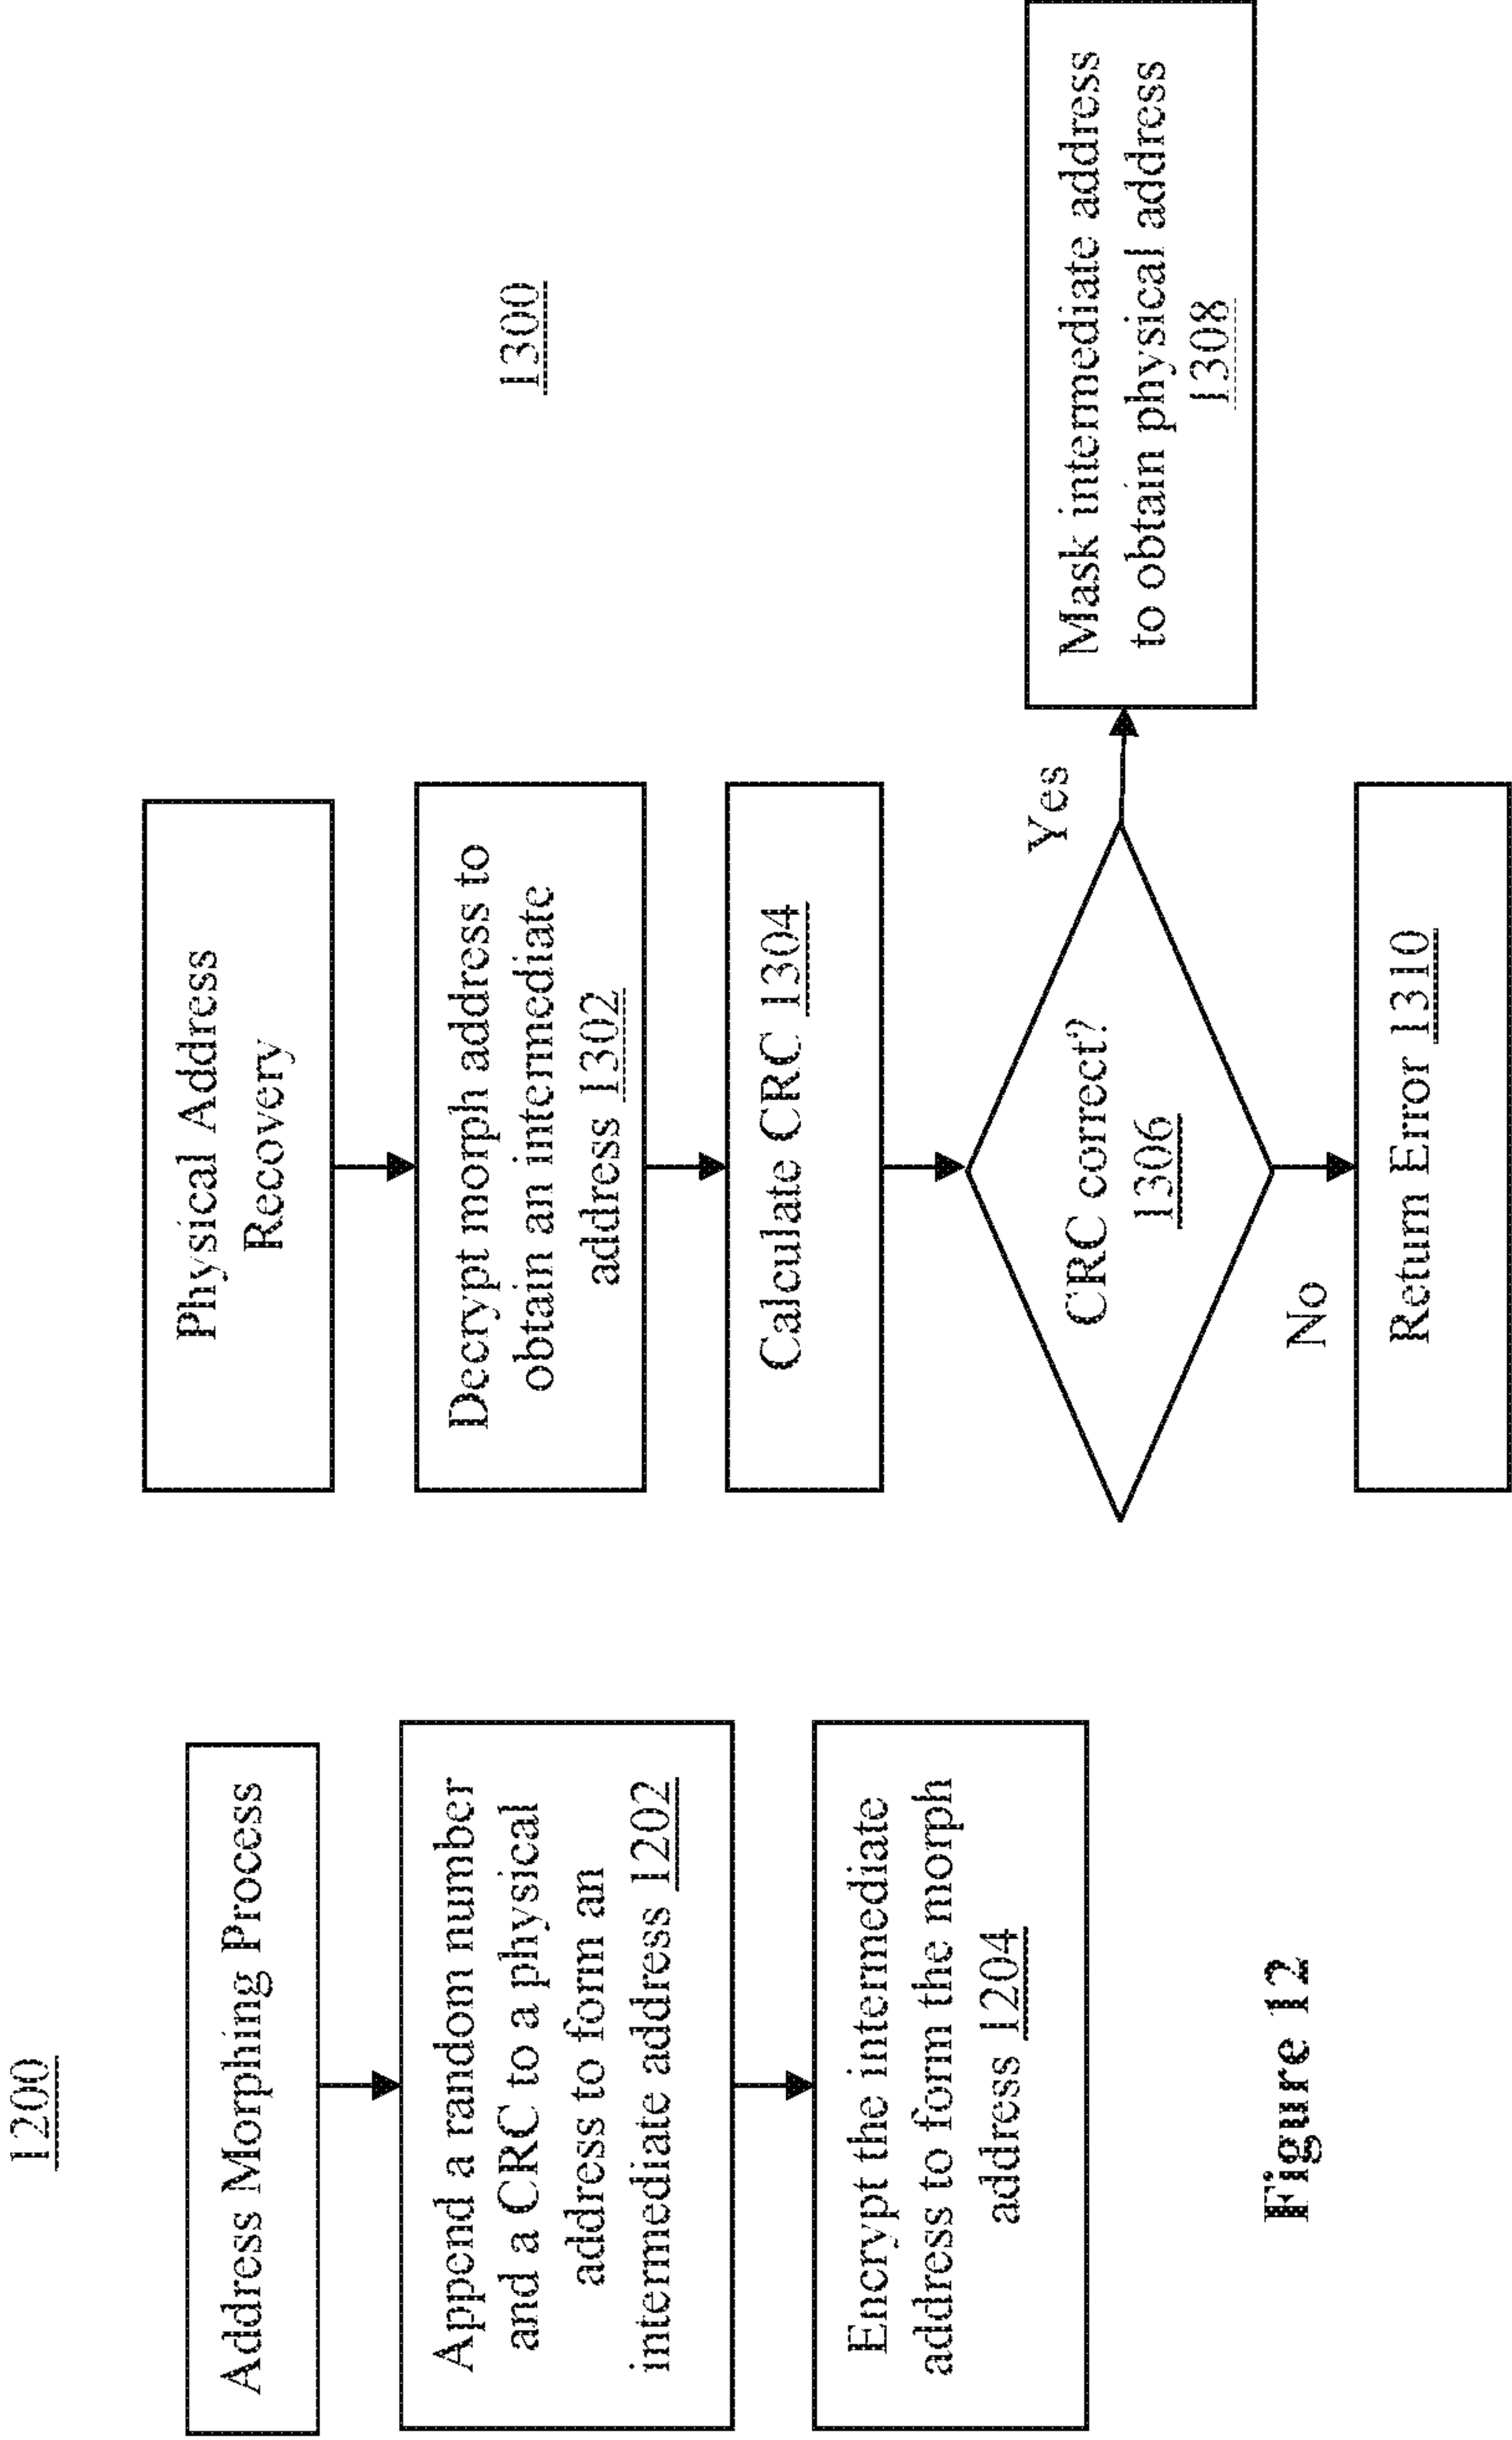 1200
Address Morphing Process
Append a random number
and a CRC to a physical
address to form an
intermediate address 1202
Encrypt the intermediate
address to form the morph
address 1204
Figure 12
1300
Physical Address
Recovery
Decrypt morph address to
obtain an intermediate
address 1302
Calculate CRC 1304
CRC correct?
1306
Yes
Mask intermediate address
to obtain physical address
1308
No
Return Error 1310